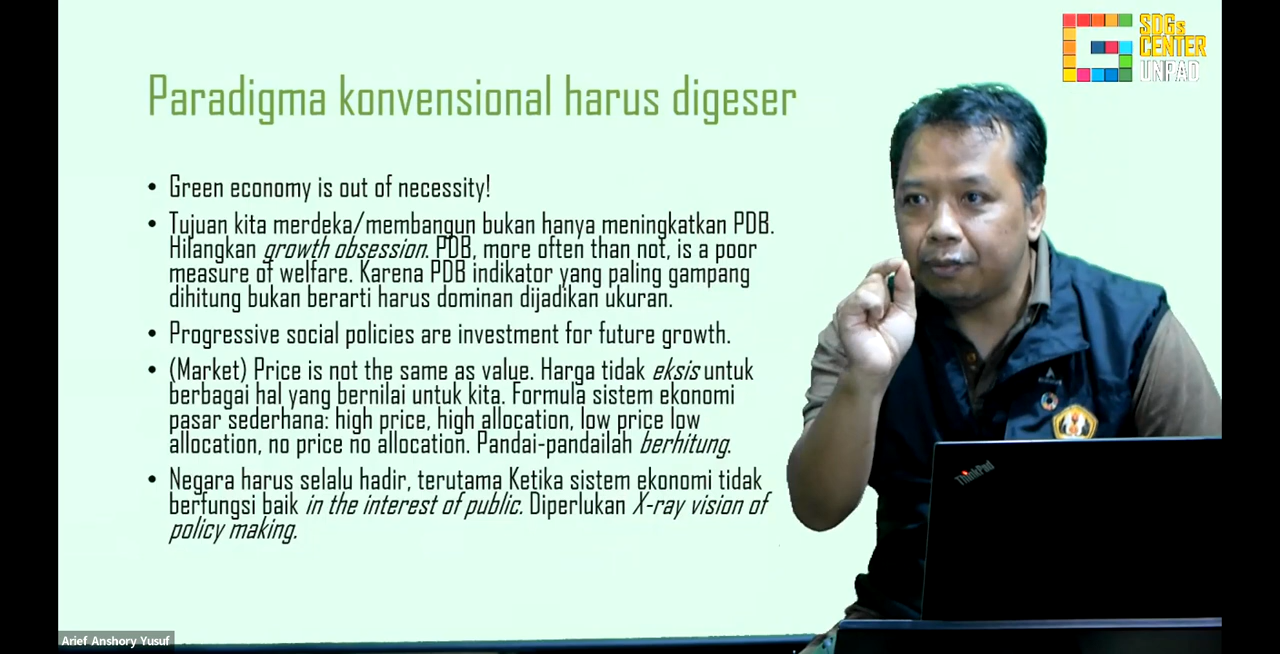 SDGs
CENTER
UNPAD
Paradigma konvensional harus digeser
• Green economy is out of necessity!
• Tujuan kita merdeka/membangun bukan hanya meningkatkan PDB.
Hilangkan growth obsession. PDB, more often than not, is a poor
measure of welfare. Karena PDB indikator yang paling gampang
dihitung bukan berarti harus dominan dijadikan ukuran.
• Progressive social policies are investment for future growth.
• (Market) Price is not the same as value. Harga tidak eksis untuk
berbagai hal yang bernilai untuk kita. Formula sistem ekonomi
pasar sederhana: high price, high allocation, low price low
allocation, no price no allocation. Pandai-pandailah berhitung.
• Negara harus selalu hadir, terutama Ketika sistem ekonomi tidak
berfungsi baik in the interest of public. Diperlukan X-ray vision of
policy making.
ThinkPad
Arief Anshory Yusuf